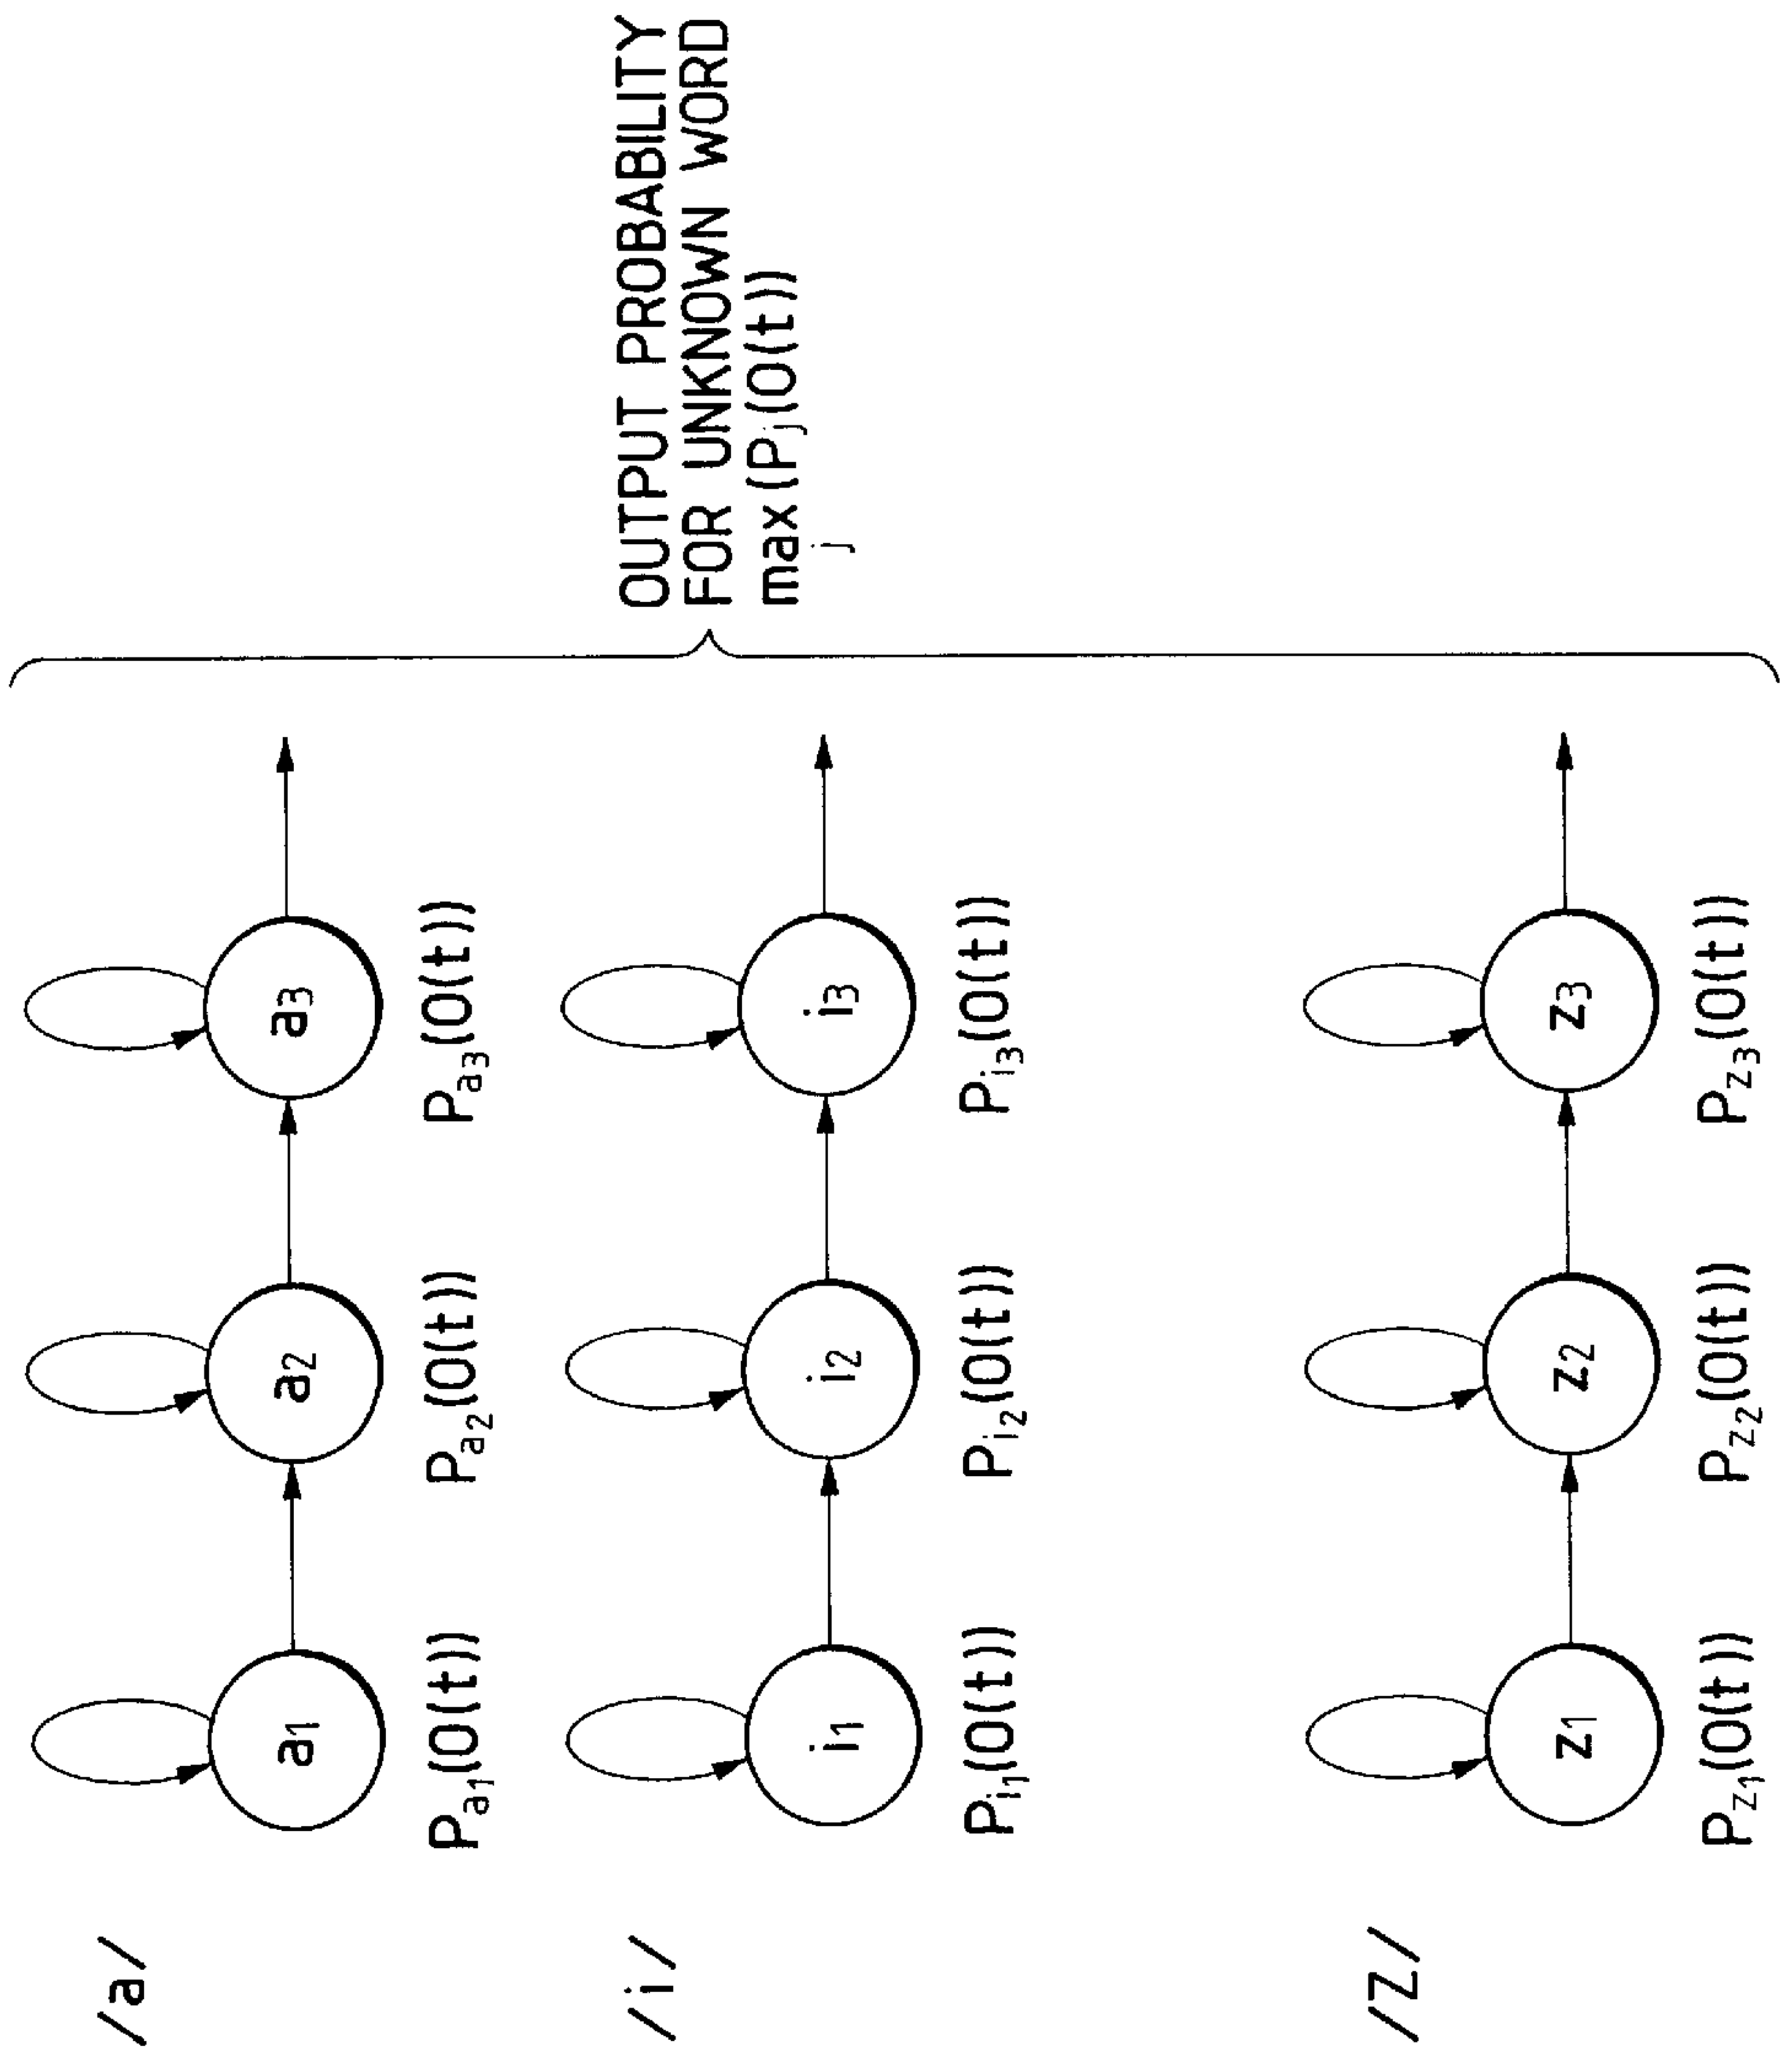 /a/
a1
a2
a3
Pa1(O(t))
Pa2(O(t))
Pa3(O(t))
/i/
i1
i2
i3
Pi1(O(t))
Pi2(O(t))
Pi3(O(t))
/Z/
z1
z2
z3
Pz1(O(t))
Pz2(O(t))
Pz3(O(t))
OUTPUT PROBABILITY
FOR UNKNOWN WORD
max(Pj(O(t))
j